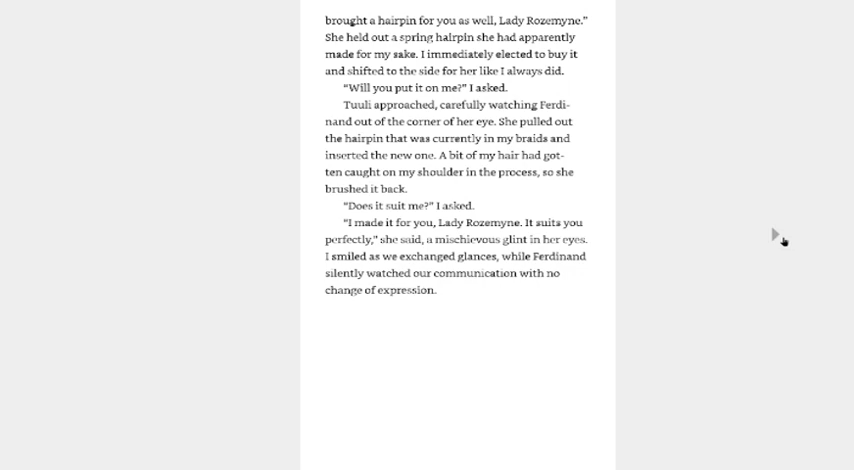 brought a hairpin for you as well, Lady Rozemyne.”
She held out a spring hairpin she had apparently
made for my sake. I immediately elected to buy it
and shifted to the side for her like I always did.
“Will you put it on me?” I asked.
Tuuli approached, carefully watching Ferdi-
nand out of the corner of her eye. She pulled out
the hairpin that was currently in my braids and
inserted the new one. A bit of my hair had got-
ten caught on my shoulder in the process, so she
brushed it back.
“Does it suit me?” I asked.
“I made it for you, Lady Rozemyne. It suits you
perfectly,” she said, a mischievous glint in her eyes.
I smiled as we exchanged glances, while Ferdinand
silently watched our communication with no
change of expression.